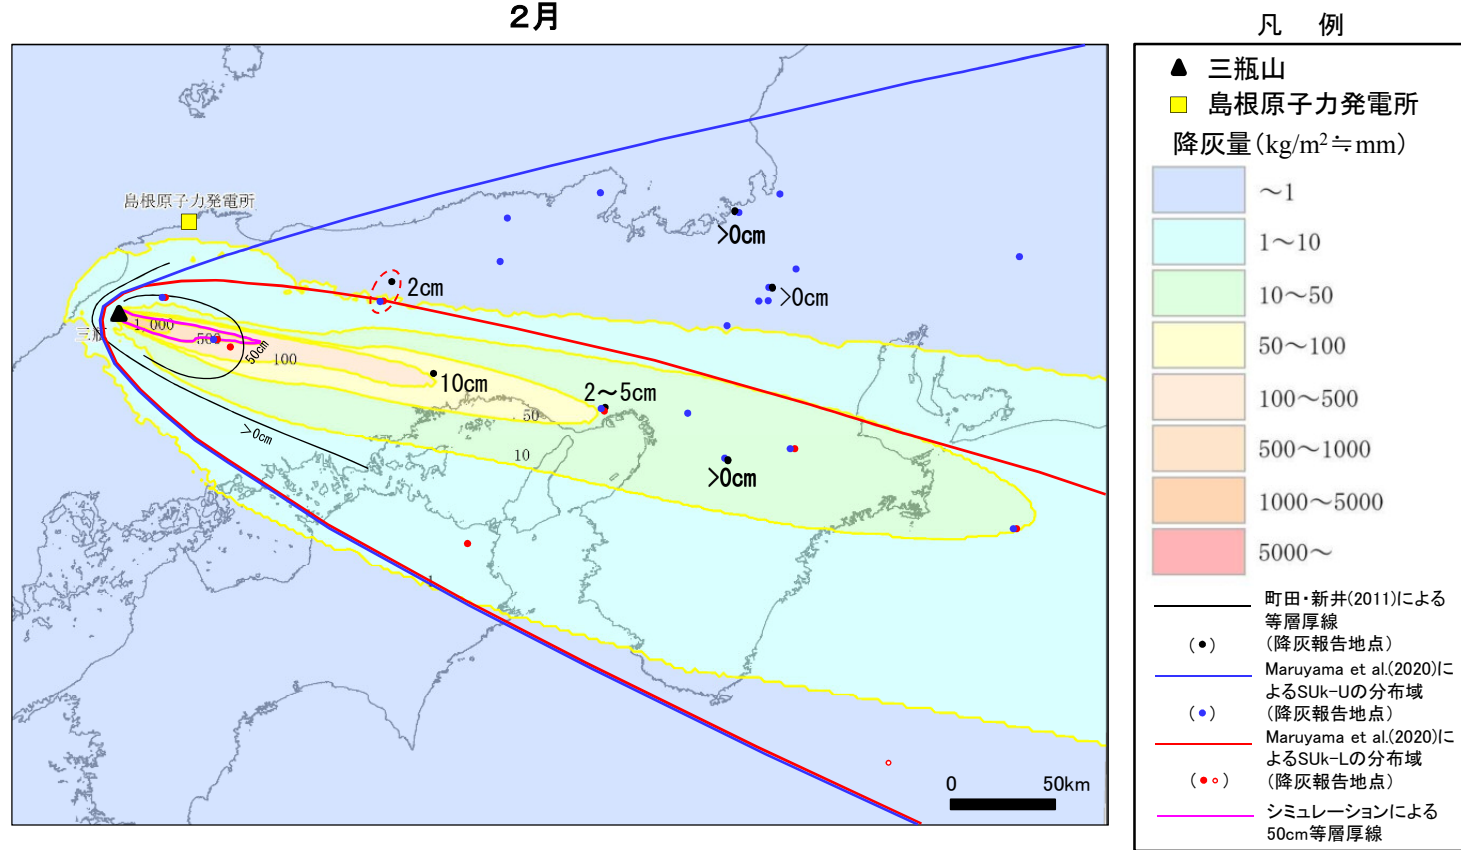 2月
島根原子力発電所
三瓶
1,000
500
100
50
10
1
50cm
>0cm
2cm
10cm
2～5cm
>0cm
>0cm
>0cm
0 50km
凡 例
三瓶山
島根原子力発電所
降灰量(kg/m²≒mm)
～1
1～10
10～50
50～100
100～500
500～1000
1000～5000
5000～
町田・新井(2011)による
等層厚線
(●) (降灰報告地点)
Maruyama et al.(2020)に
よるSUk-Uの分布域
(●) (降灰報告地点)
Maruyama et al.(2020)に
よるSUk-Lの分布域
(●○) (降灰報告地点)
シミュレーションによる
50cm等層厚線